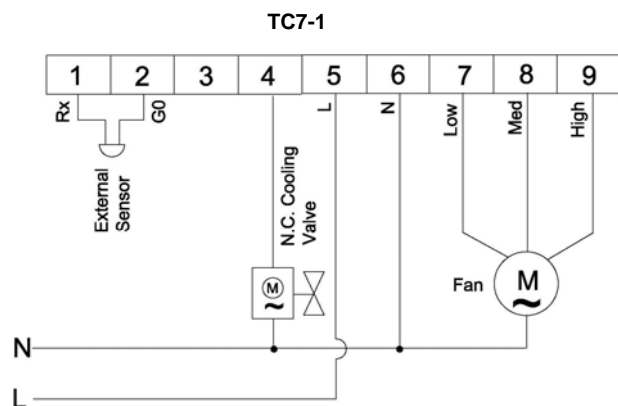 TC7-1
1 2 3 4 5 6 7 8 9
Rx
G0
External
Sensor
N.C. Cooling
Valve
L
N
Low
Med
High
M
~
Fan
M
~
N
L